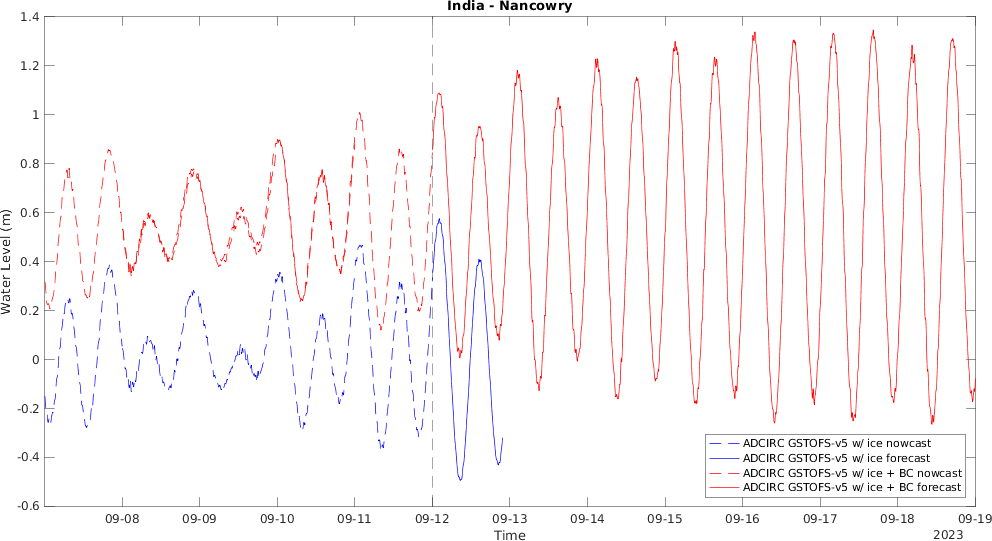 India - Nancowry
1.4
1.2
1
0.8
0.6
0.4
0.2
0
-0.2
-0.4
-0.6
Water Level (m)
ADCIRC GSTOFS-v5 w/ ice nowcast
ADCIRC GSTOFS-v5 w/ ice forecast
ADCIRC GSTOFS-v5 w/ ice + BC nowcast
ADCIRC GSTOFS-v5 w/ ice + BC forecast
09-08 09-09 09-10 09-11 09-12 09-13 09-14 09-15 09-16 09-17 09-18 09-19
Time
2023